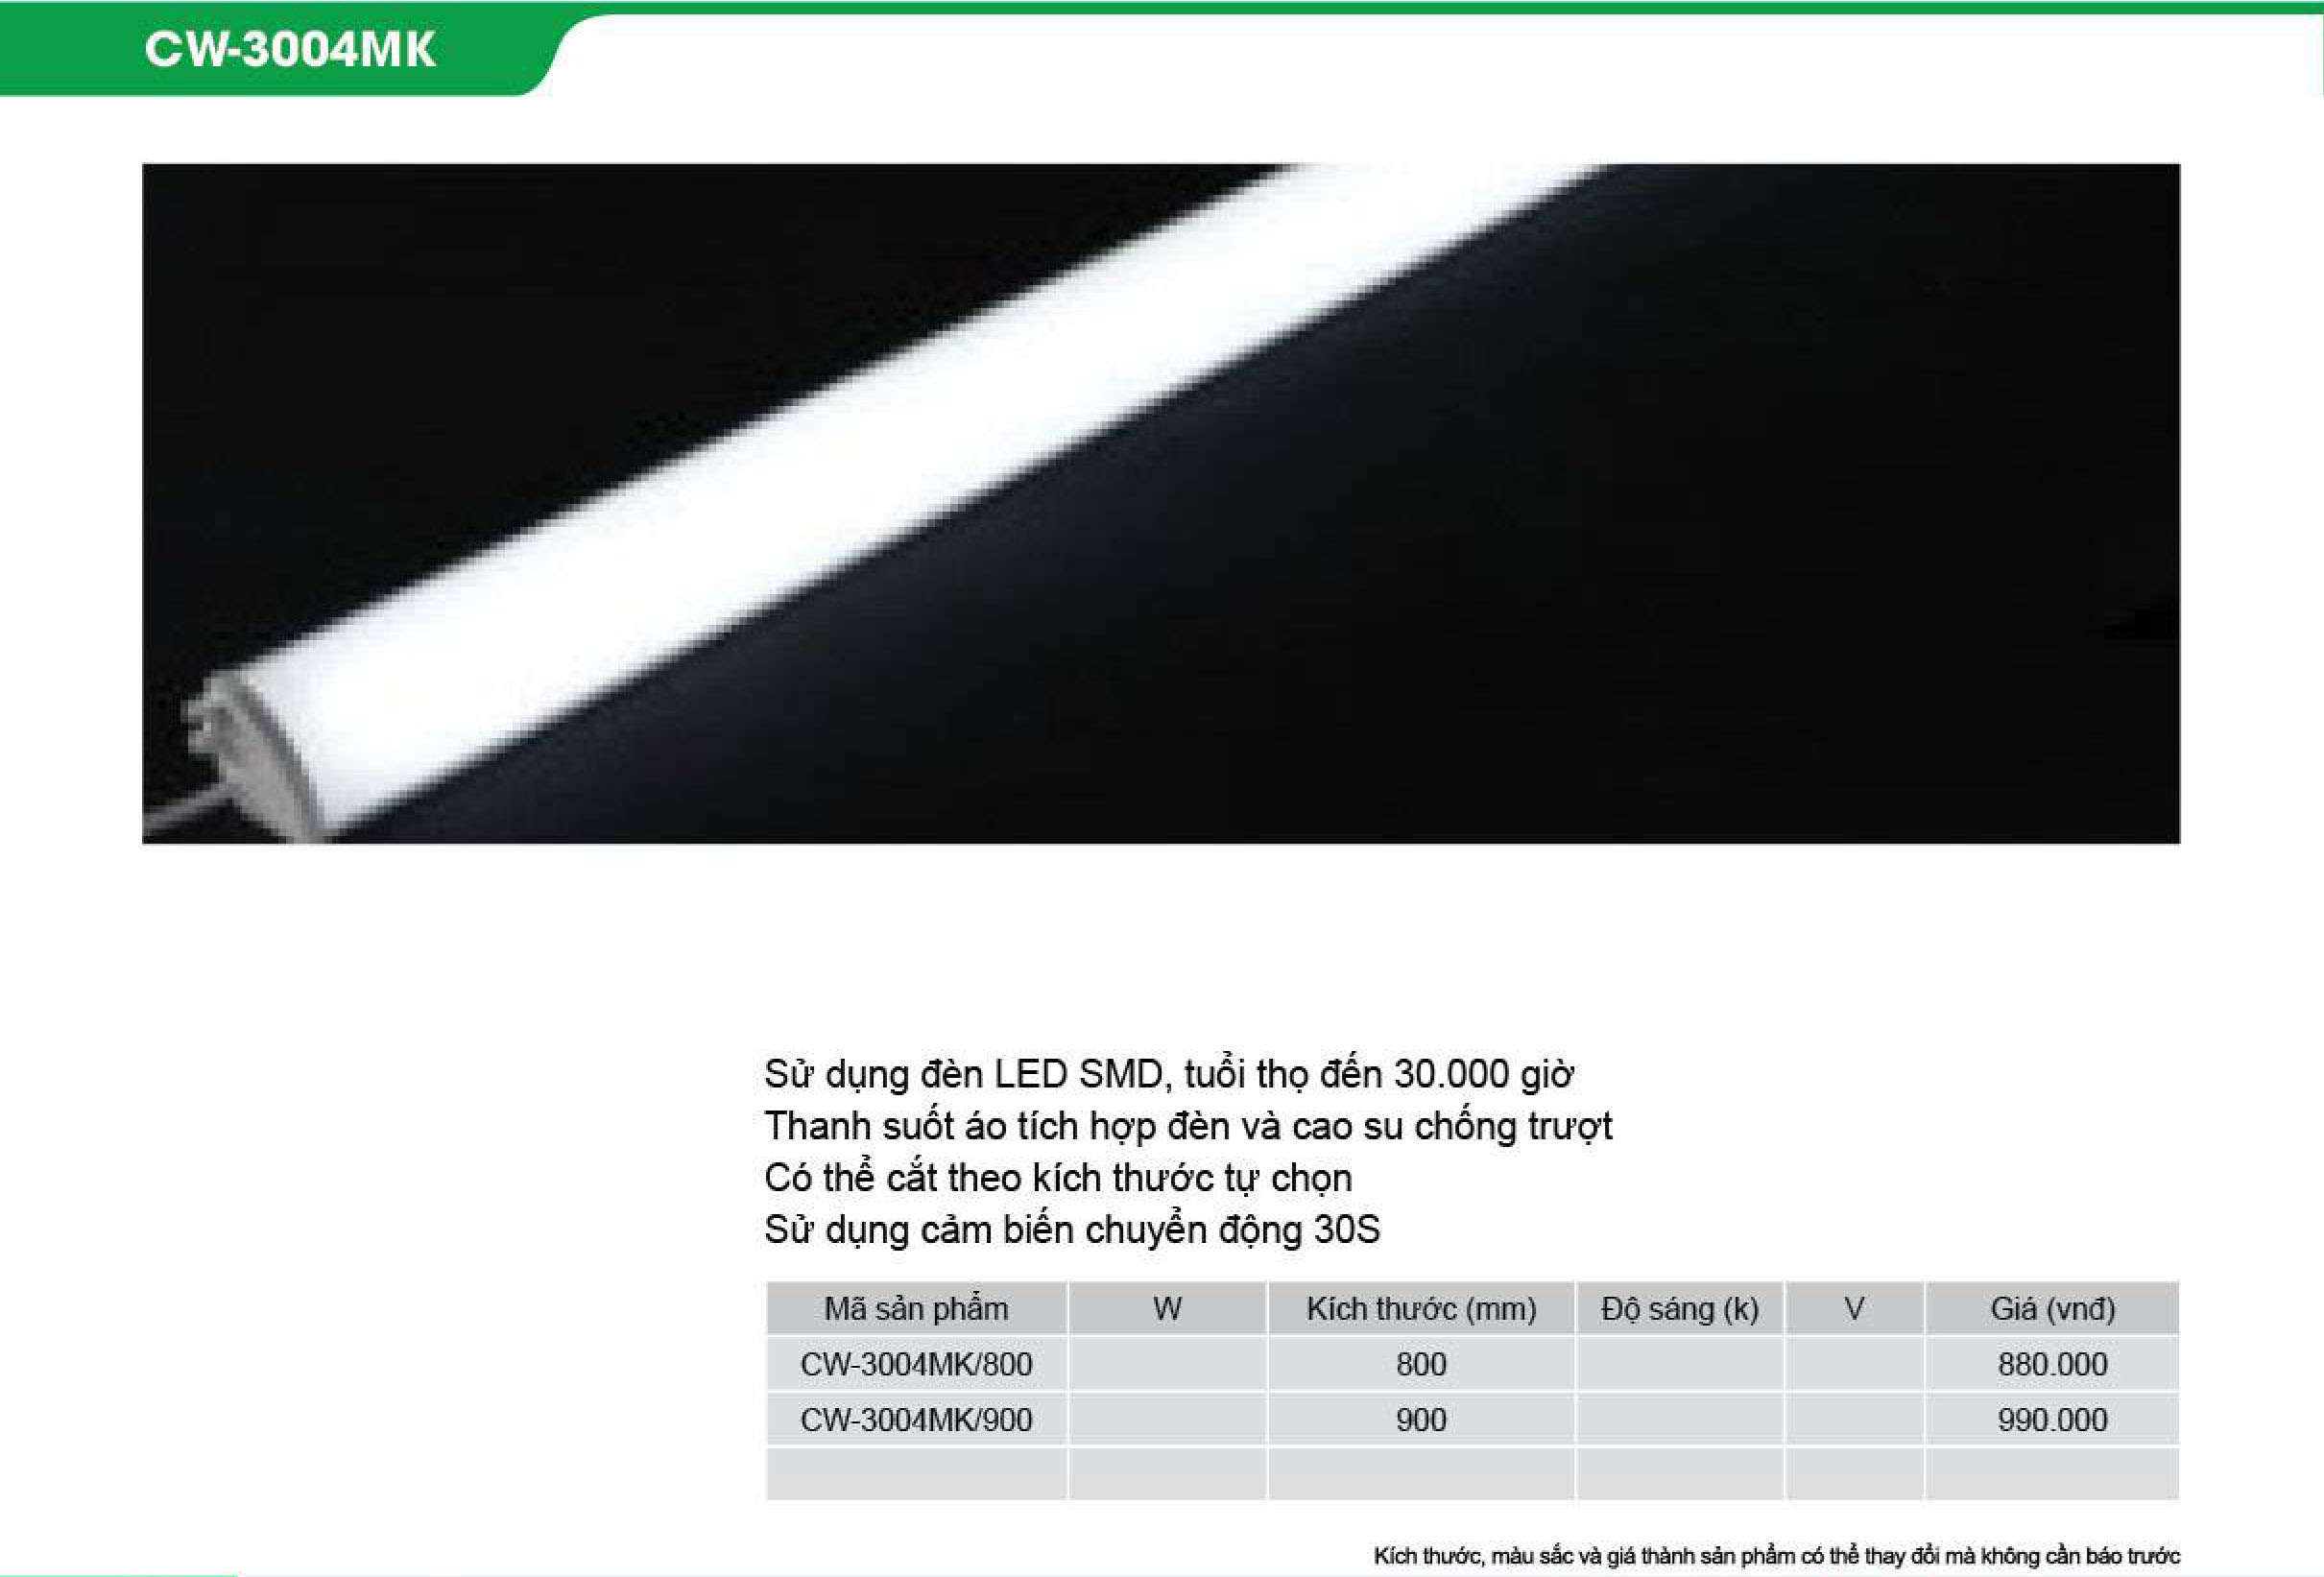 CW-3004MK
Sử dụng đèn LED SMD, tuổi thọ đến 30.000 giờ
Thanh suốt áo tích hợp đèn và cao su chống trượt
Có thể cắt theo kích thước tự chọn
Sử dụng cảm biến chuyển động 30S
Mã sản phẩm W Kích thước (mm) Độ sáng (k) V Giá (vnđ)
CW-3004MK/800 800 880.000
CW-3004MK/900 900 990.000
Kích thước, màu sắc và giá thành sản phẩm có thể thay đổi mà không cần báo trước